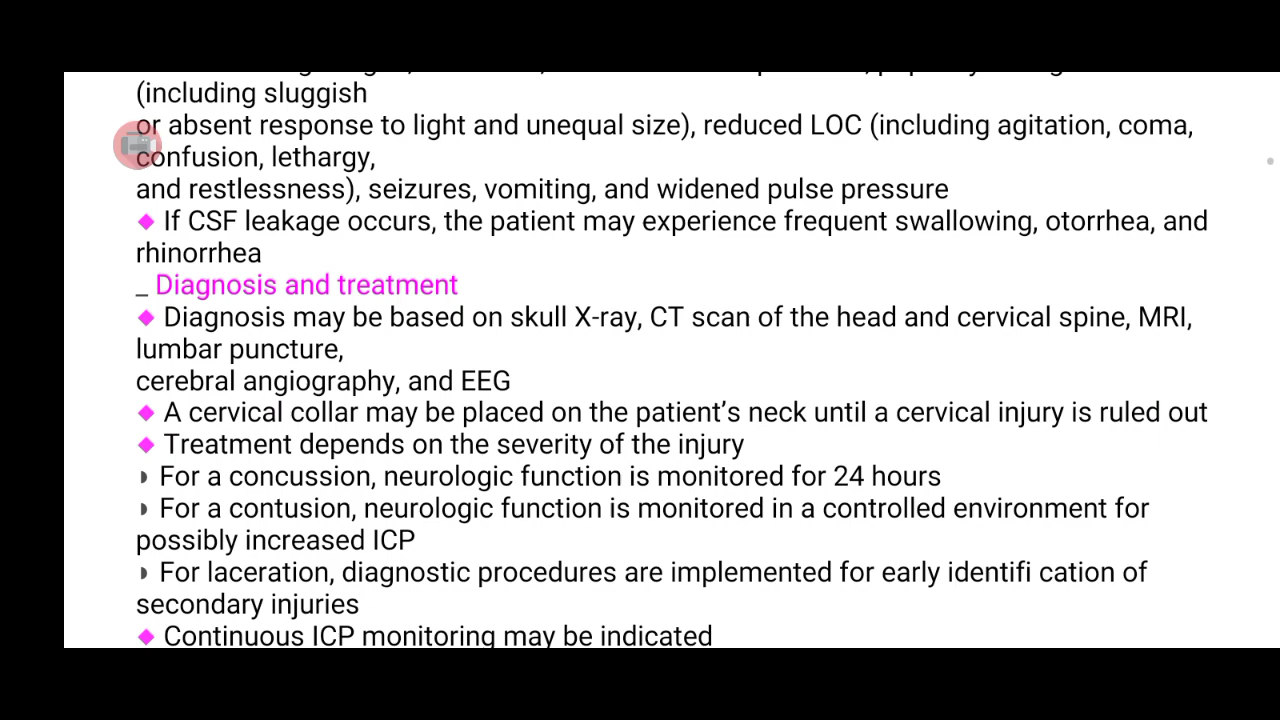 (including sluggish
or absent response to light and unequal size), reduced LOC (including agitation, coma,
confusion, lethargy,
and restlessness), seizures, vomiting, and widened pulse pressure
◆ If CSF leakage occurs, the patient may experience frequent swallowing, otorrhea, and
rhinorrhea
_ Diagnosis and treatment
◆ Diagnosis may be based on skull X-ray, CT scan of the head and cervical spine, MRI,
lumbar puncture,
cerebral angiography, and EEG
◆ A cervical collar may be placed on the patient’s neck until a cervical injury is ruled out
◆ Treatment depends on the severity of the injury
◗ For a concussion, neurologic function is monitored for 24 hours
◗ For a contusion, neurologic function is monitored in a controlled environment for
possibly increased ICP
◗ For laceration, diagnostic procedures are implemented for early identifi cation of
secondary injuries
◆ Continuous ICP monitoring may be indicated